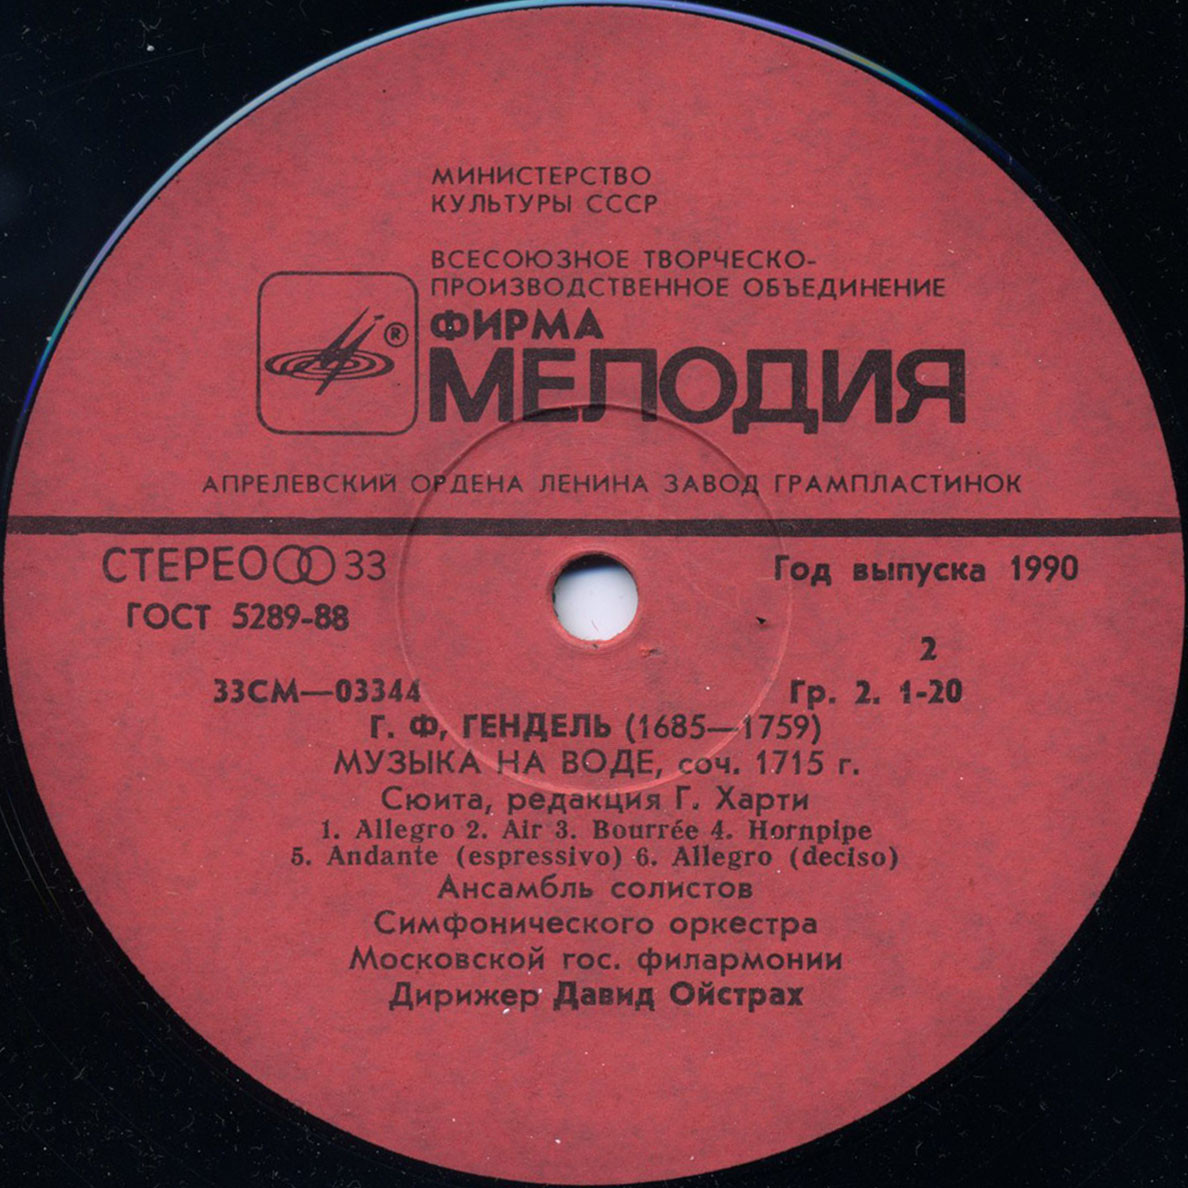 МИНИСТЕРСТВО
КУЛЬТУРЫ СССР
ВСЕСОЮЗНОЕ ТВОРЧЕСКО-
ПРОИЗВОДСТВЕННОЕ ОБЪЕДИНЕНИЕ
ФИРМА
®
МЕЛОДИЯ
АПРЕЛЕВСКИЙ ОРДЕНА ЛЕНИНА ЗАВОД ГРАМПЛАСТИНОК
СТЕРЕО 33
Год выпуска 1990
ГОСТ 5289-88
2
33СМ—03344
Гр. 2. 1-20
Г. Ф, ГЕНДЕЛЬ (1685—1759)
МУЗЫКА НА ВОДЕ, соч. 1715 г.
Сюита, редакция Г. Харти
1. Allegro 2. Air 3. Bourrée 4. Hornpipe
5. Andante (espressivo) 6. Allegro (deciso)
Ансамбль солистов
Симфонического оркестра
Московской гос. филармонии
Дирижер Давид Ойстрах